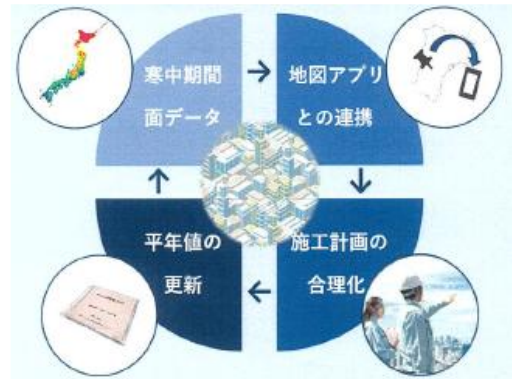 寒中期間
面データ
地図アプリ
との連携
施工計画の
合理化
平年値の
更新